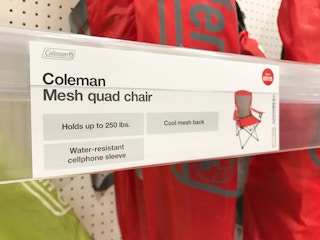 Coleman
Coleman
Mesh quad chair
Holds up to 250 lbs.
Cool mesh back
Water-resistant
cellphone sleeve